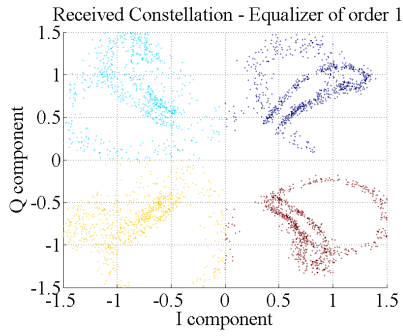 Received Constellation - Equalizer of order 1
1.5
1
0.5
0
-0.5
-1
-1.5
Q component
-1.5 -1 -0.5 0 0.5 1 1.5
I component